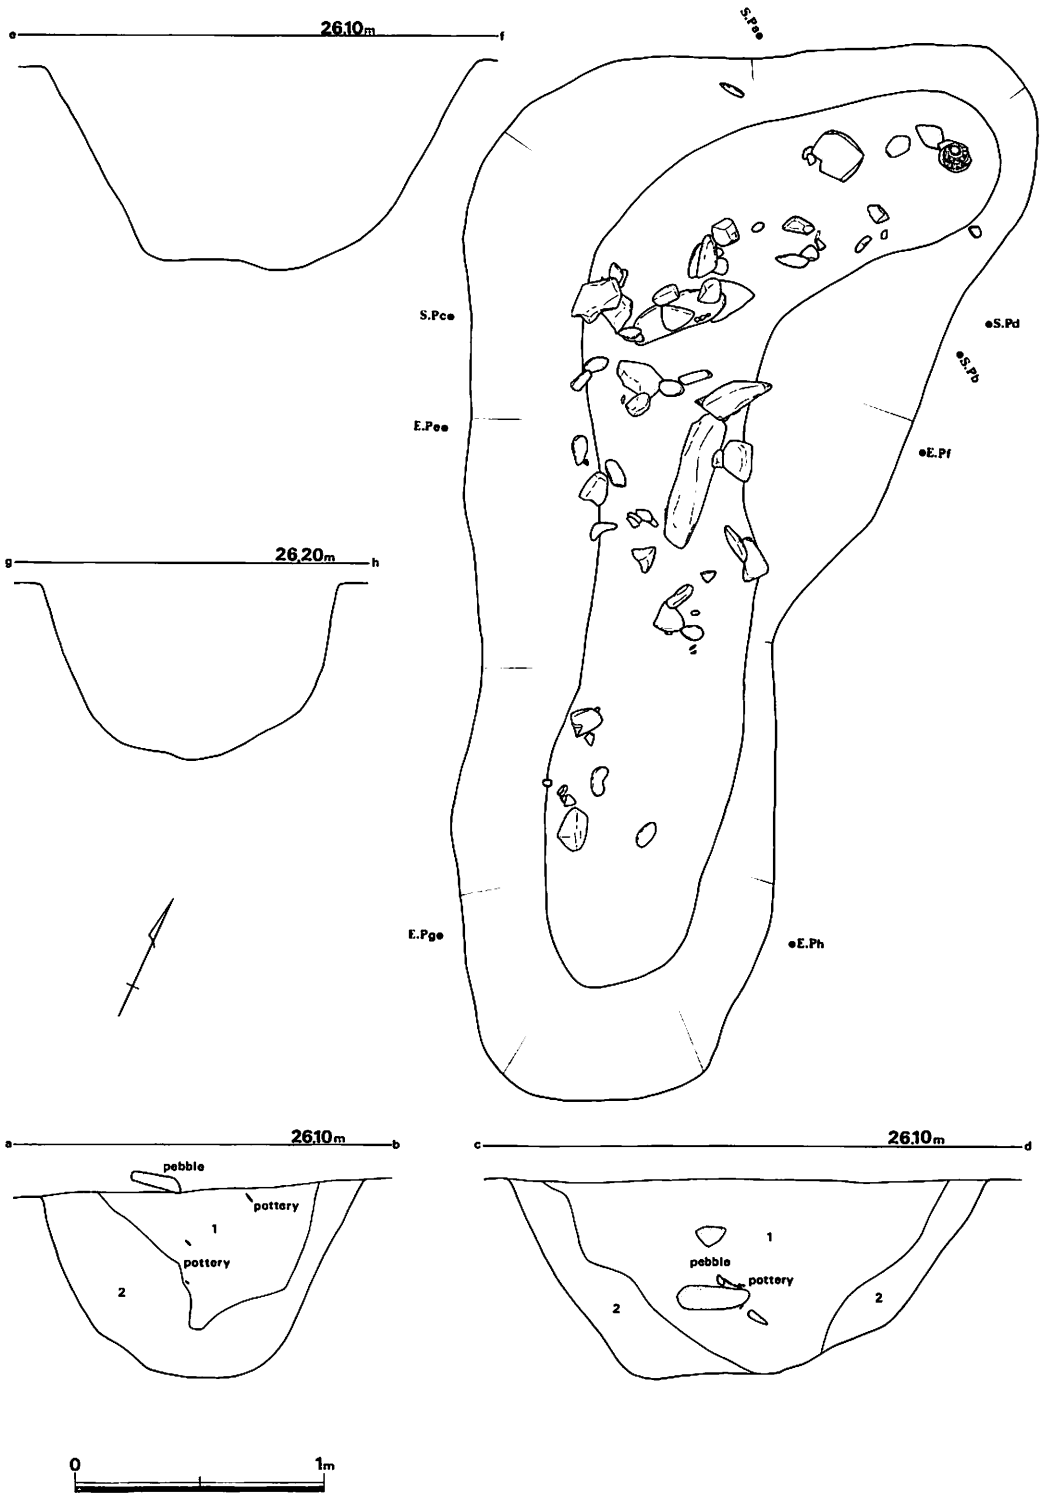 e 26.10m f
S.Pa
S.Pc
S.Pd
S.Pb
E.Pe
E.Pf
g 26.20m h
E.Pg
E.Ph
a 26.10m b
c 26.10m d
pebble
pottery
1
pottery
2
1
pebble
pottery
2
2
0 1m